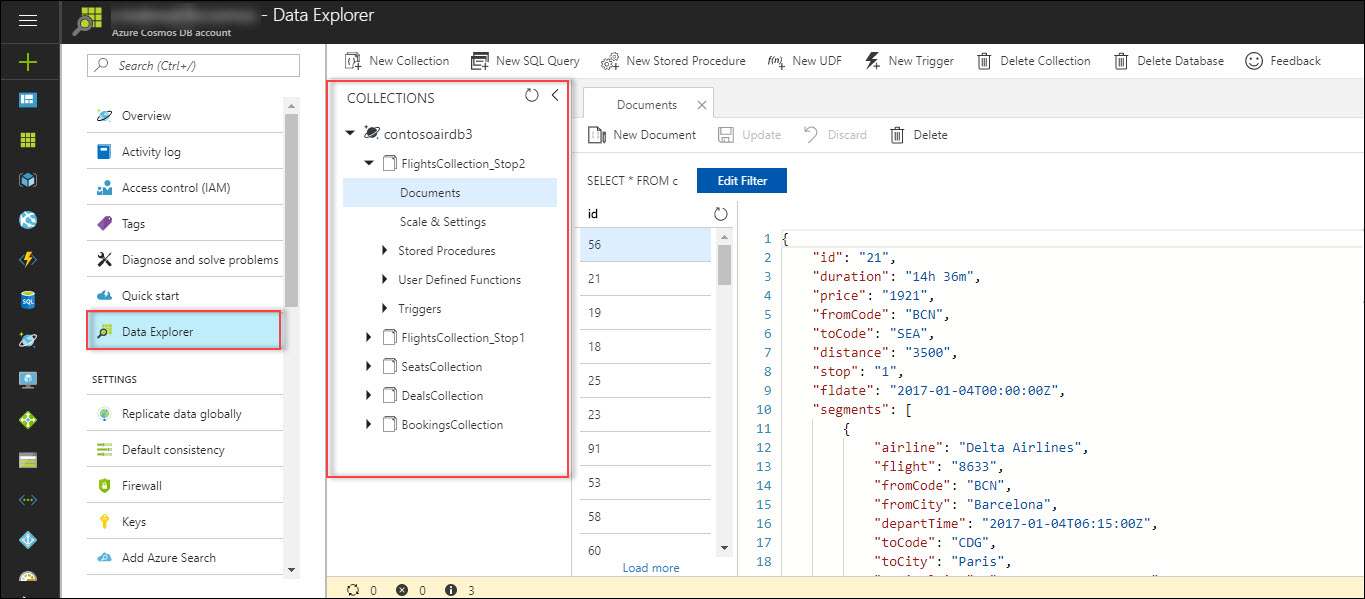 - Data Explorer
Azure Cosmos DB account
Search (Ctrl+/)
Overview
Activity log
Access control (IAM)
Tags
Diagnose and solve problems
Quick start
Data Explorer
SETTINGS
Replicate data globally
Default consistency
Firewall
Keys
Add Azure Search
New Collection New SQL Query New Stored Procedure New UDF New Trigger Delete Collection Delete Database Feedback
COLLECTIONS
contosoairdb3
FlightsCollection_Stop2
Documents
Scale & Settings
Stored Procedures
User Defined Functions
Triggers
FlightsCollection_Stop1
SeatsCollection
DealsCollection
BookingsCollection
Documents
New Document Update Discard Delete
SELECT * FROM c Edit Filter
id
56
21
19
18
25
23
91
53
58
60
Load more
1 {
2 "id": "21",
3 "duration": "14h 36m",
4 "price": "1921",
5 "fromCode": "BCN",
6 "toCode": "SEA",
7 "distance": "3500",
8 "stop": "1",
9 "fldate": "2017-01-04T00:00:00Z",
10 "segments": [
11 {
12 "airline": "Delta Airlines",
13 "flight": "8633",
14 "fromCode": "BCN",
15 "fromCity": "Barcelona",
16 "departTime": "2017-01-04T06:15:00Z",
17 "toCode": "CDG",
18 "toCity": "Paris",
0 0 3